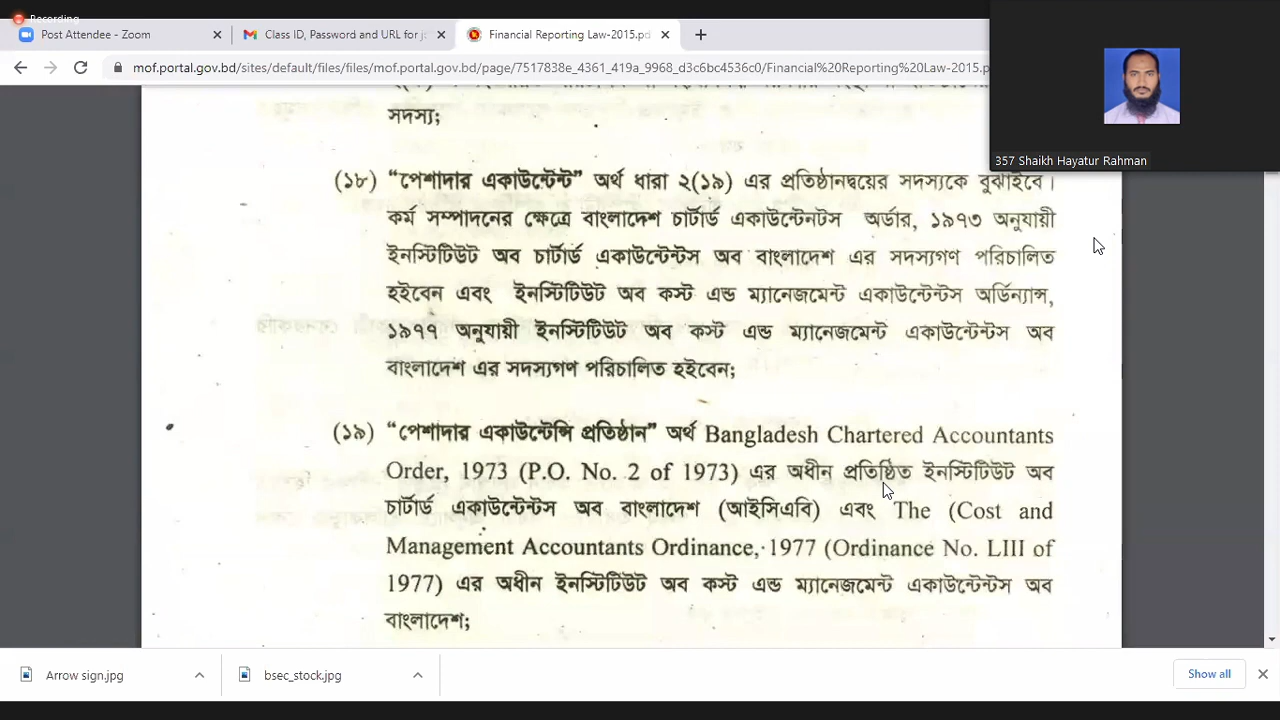 Recording
Post Attendee - Zoom
Class ID, Password and URL for j
Financial Reporting Law-2015.pd
mof.portal.gov.bd/sites/default/files/files/mof.portal.gov.bd/page/7517838e_4361_419a_9968_d3c6bc4536c0/Financial%20Reporting%20Law-2015.p
357 Shaikh Hayatur Rahman
সদস্য;
(১৮) “পেশাদার একাউন্টেন্ট” অর্থ ধারা ২(১৯) এর প্রতিষ্ঠানদ্বয়ের সদস্যকে বুঝাইবে।
কর্ম সম্পাদনের ক্ষেত্রে বাংলাদেশ চার্টার্ড একাউন্টেনটস অর্ডার, ১৯৭৩ অনুযায়ী
ইনস্টিটিউট অব চার্টার্ড একাউন্টেন্টস অব বাংলাদেশ এর সদস্যগণ পরিচালিত
হইবেন এবং ইনস্টিটিউট অব কস্ট এন্ড ম্যানেজমেন্ট একাউন্টেন্টস অর্ডিন্যান্স,
১৯৭৭ অনুযায়ী ইনস্টিটিউট অব কস্ট এন্ড ম্যানেজমেন্ট একাউন্টেন্টস অব
বাংলাদেশ এর সদস্যগণ পরিচালিত হইবেন;
(১৯) “পেশাদার একাউন্টেন্সি প্রতিষ্ঠান” অর্থ Bangladesh Chartered Accountants
Order, 1973 (P.O. No. 2 of 1973) এর অধীন প্রতিষ্ঠিত ইনস্টিটিউট অব
চার্টার্ড একাউন্টেন্টস অব বাংলাদেশ (আইসিএবি) এবং The (Cost and
Management Accountants Ordinance, 1977 (Ordinance No. LIII of
1977) এর অধীন ইনস্টিটিউট অব কস্ট এন্ড ম্যানেজমেন্ট একাউন্টেন্টস অব
বাংলাদেশ;
Arrow sign.jpg
bsec_stock.jpg
Show all